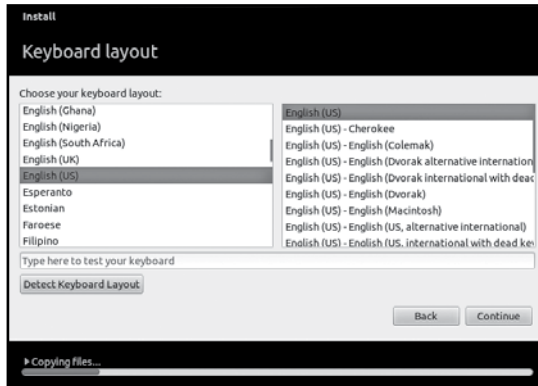 Install
Keyboard layout
Choose your keyboard layout:
English (Ghana)
English (Nigeria)
English (South Africa)
English (UK)
English (US)
Esperanto
Estonian
Faroese
Filipino
English (US)
English (US) - Cherokee
English (US) - English (Colemak)
English (US) - English (Dvorak alternative internation
English (US) - English (Dvorak international with dead
English (US) - English (Dvorak)
English (US) - English (Macintosh)
English (US) - English (US, alternative international)
English (US) - English (US, international with dead key
Type here to test your keyboard
Detect Keyboard Layout
Back
Continue
Copying files...